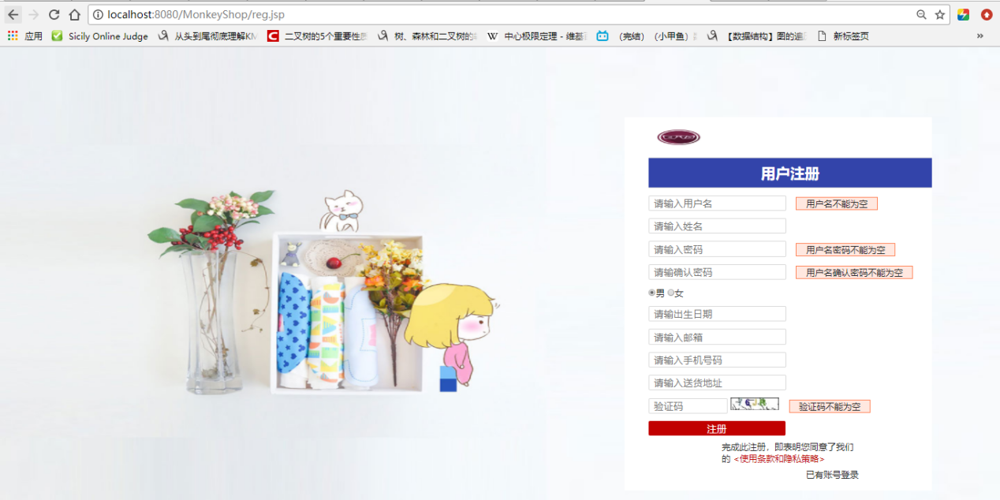 localhost:8080/MonkeyShop/reg.jsp
应用 Sicily Online Judge 从头到尾彻底理解KM 二叉树的5个重要性质 树、森林和二叉树的 中心极限定理 - 维基 (完结) (小甲鱼) 【数据结构】图的 新标签页 »
用户注册
请输入用户名 用户名不能为空
请输入姓名
请输入密码 用户名密码不能为空
请输确认密码 用户名确认密码不能为空
男 女
请输出生日期
请输入邮箱
请输入手机号码
请输入送货地址
验证码 验证码不能为空
注册
完成此注册，即表明您同意了我们
的 <使用条款和隐私策略>
已有账号登录